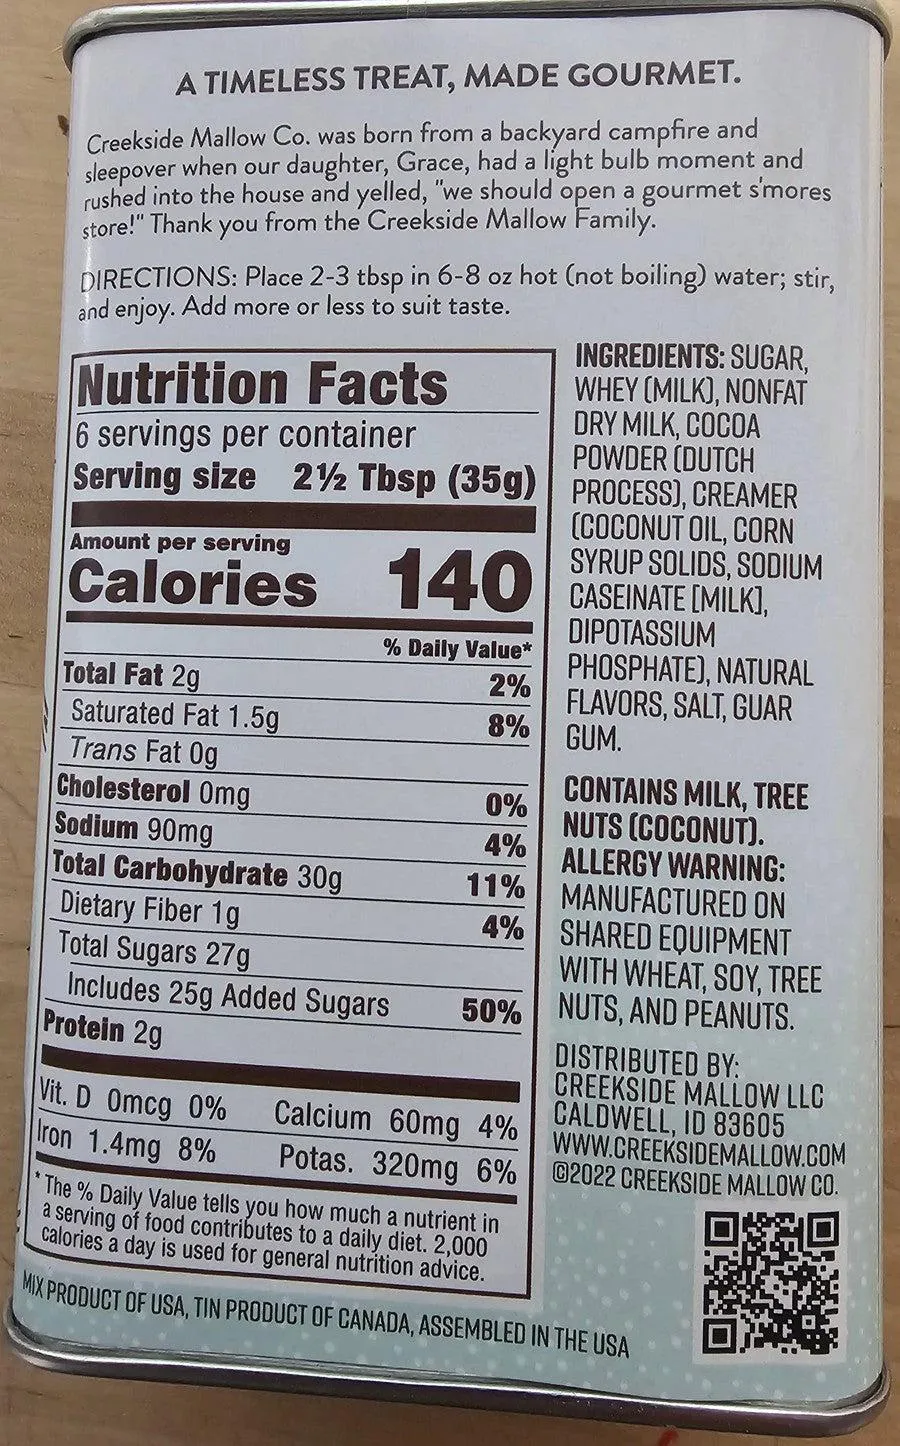 A TIMELESS TREAT, MADE GOURMET.
Creekside Mallow Co. was born from a backyard campfire and
sleepover when our daughter, Grace, had a light bulb moment and
rushed into the house and yelled, "we should open a gourmet s'mores
store!" Thank you from the Creekside Mallow Family.
DIRECTIONS: Place 2-3 tbsp in 6-8 oz hot (not boiling) water; stir,
and enjoy. Add more or less to suit taste.
Nutrition Facts
6 servings per container
Serving size 2½ Tbsp (35g)
Amount per serving
Calories 140
% Daily Value*
Total Fat 2g 2%
Saturated Fat 1.5g 8%
Trans Fat 0g
Cholesterol 0mg 0%
Sodium 90mg 4%
Total Carbohydrate 30g 11%
Dietary Fiber 1g 4%
Total Sugars 27g
Includes 25g Added Sugars 50%
Protein 2g
Vit. D 0mcg 0% Calcium 60mg 4%
Iron 1.4mg 8% Potas. 320mg 6%
* The % Daily Value tells you how much a nutrient in
a serving of food contributes to a daily diet. 2,000
calories a day is used for general nutrition advice.
INGREDIENTS: SUGAR,
WHEY (MILK), NONFAT
DRY MILK, COCOA
POWDER (DUTCH
PROCESS), CREAMER
(COCONUT OIL, CORN
SYRUP SOLIDS, SODIUM
CASEINATE [MILK],
DIPOTASSIUM
PHOSPHATE), NATURAL
FLAVORS, SALT, GUAR
GUM.
CONTAINS MILK, TREE
NUTS (COCONUT).
ALLERGY WARNING:
MANUFACTURED ON
SHARED EQUIPMENT
WITH WHEAT, SOY, TREE
NUTS, AND PEANUTS.
DISTRIBUTED BY:
CREEKSIDE MALLOW LLC
CALDWELL, ID 83605
WWW.CREEKSIDEMALLOW.COM
©2022 CREEKSIDE MALLOW CO.
MIX PRODUCT OF USA, TIN PRODUCT OF CANADA, ASSEMBLED IN THE USA